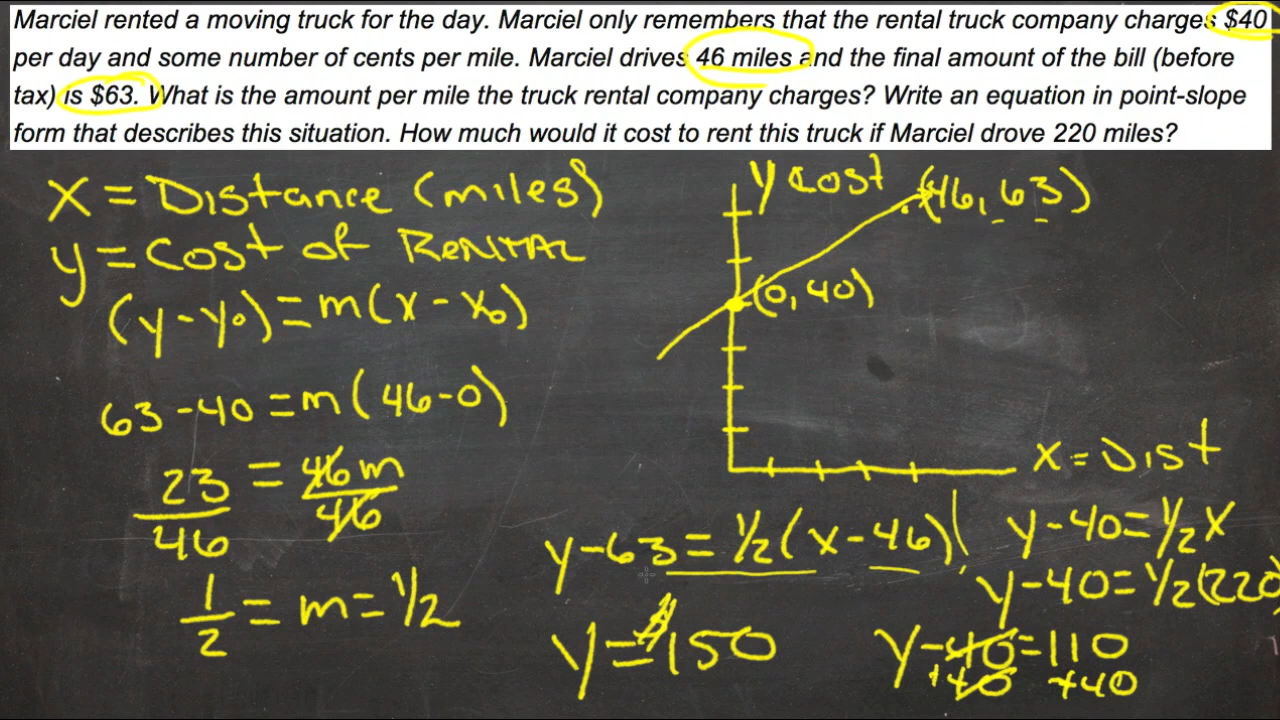 Marciel rented a moving truck for the day. Marciel only remembers that the rental truck company charges $40
per day and some number of cents per mile. Marciel drives 46 miles and the final amount of the bill (before
tax) is $63. What is the amount per mile the truck rental company charges? Write an equation in point-slope
form that describes this situation. How much would it cost to rent this truck if Marciel drove 220 miles?
x = Distance (miles)
y = Cost of Rental
(y-y₀) = m(x-x₀)
63-40 = m(46-0)
23/46 = 46m/46
1/2 = m = 1/2
y cost
(46, 63)
(0, 40)
x = Dist
y-63 = 1/2(x-46)
y = 150
y-40 = 1/2x
y-40 = 1/2(220)
y-40 = 110
+40 +40